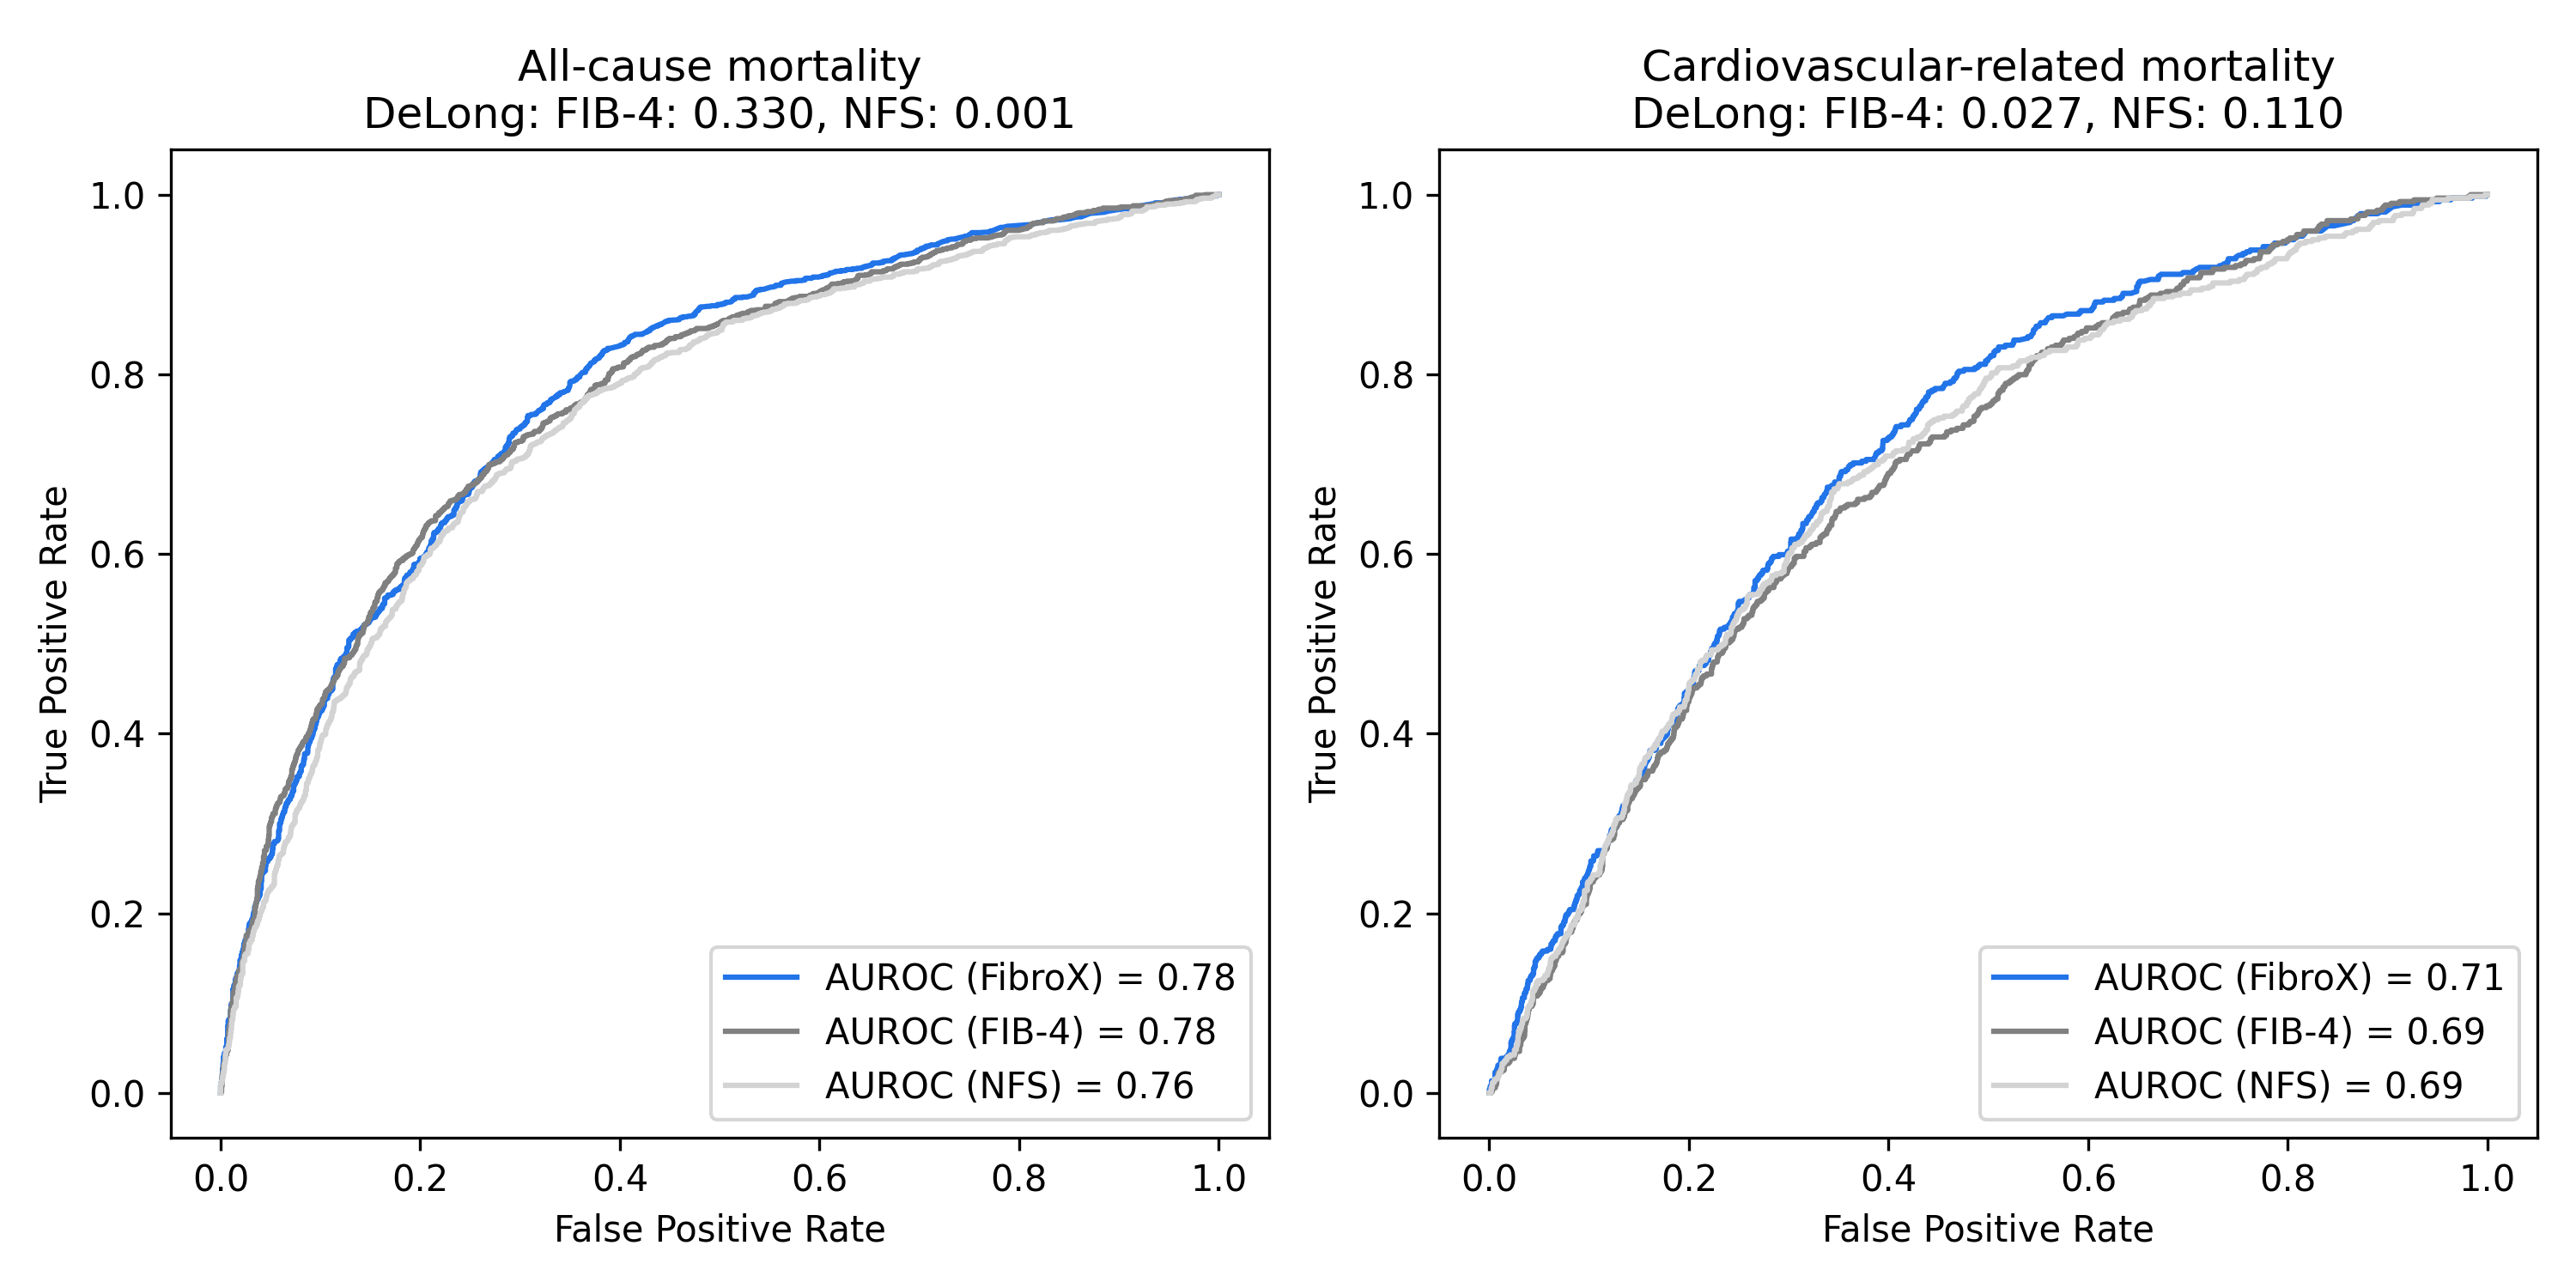 All-cause mortality
DeLong: FIB-4: 0.330, NFS: 0.001
True Positive Rate
1.0
0.8
0.6
0.4
0.2
0.0
0.0 0.2 0.4 0.6 0.8 1.0
False Positive Rate
AUROC (FibroX) = 0.78
AUROC (FIB-4) = 0.78
AUROC (NFS) = 0.76
Cardiovascular-related mortality
DeLong: FIB-4: 0.027, NFS: 0.110
True Positive Rate
1.0
0.8
0.6
0.4
0.2
0.0
0.0 0.2 0.4 0.6 0.8 1.0
False Positive Rate
AUROC (FibroX) = 0.71
AUROC (FIB-4) = 0.69
AUROC (NFS) = 0.69